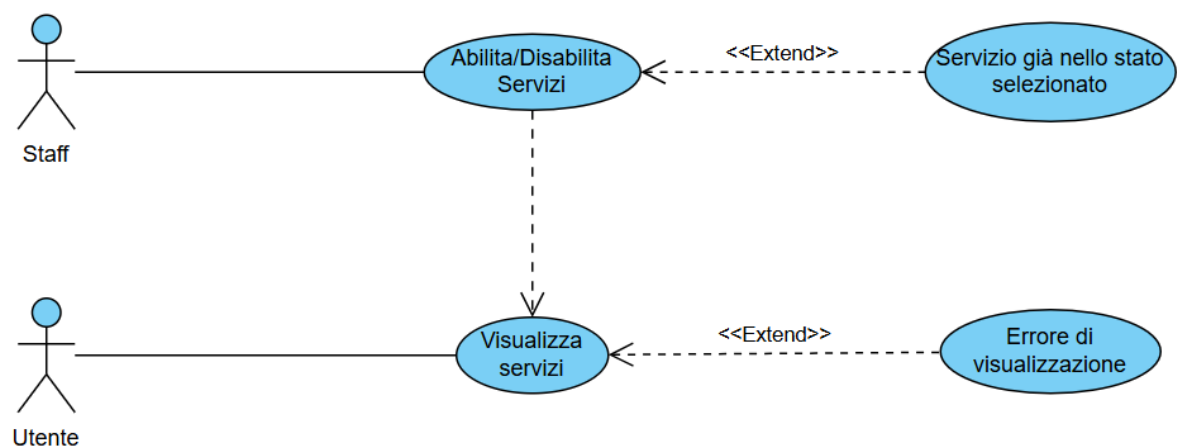 Abilita/Disabilita
Servizi
<<Extend>>
Servizio già nello stato
selezionato
Staff
Visualizza
servizi
<<Extend>>
Errore di
visualizzazione
Utente